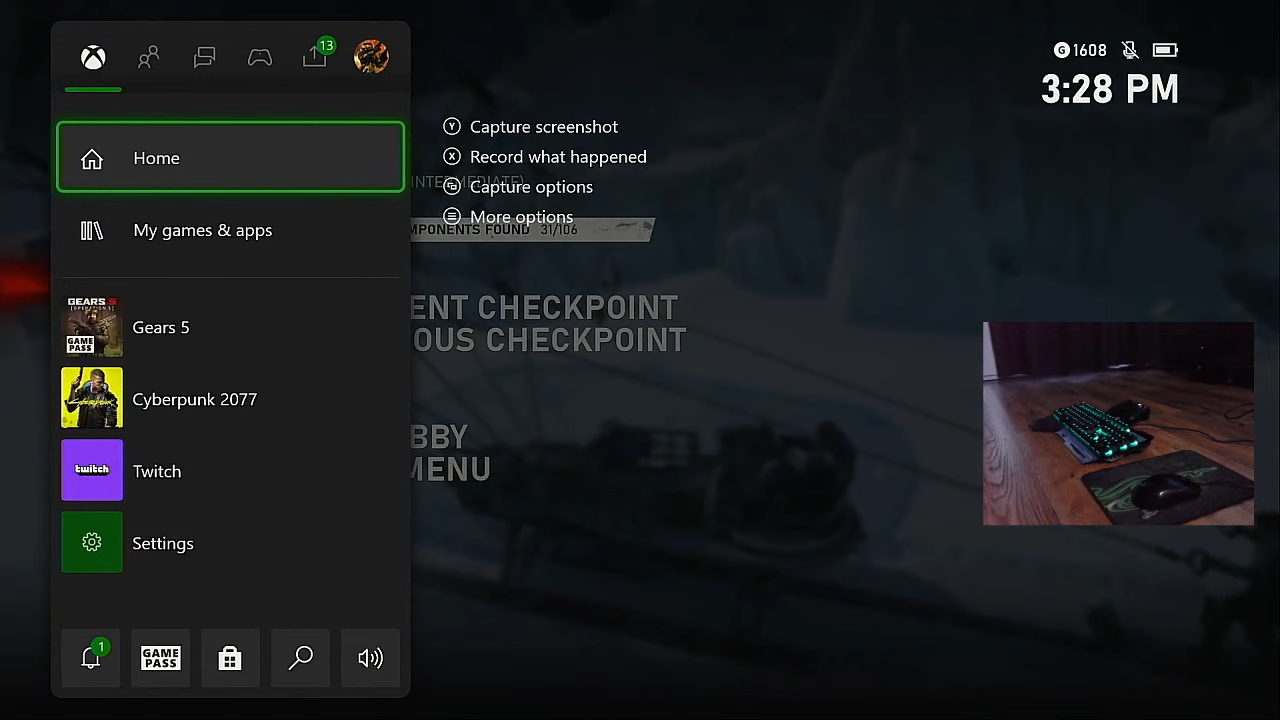 13
G 1608
3:28 PM
Home
My games & apps
GEARS 5
GAME
PASS
Gears 5
Cyberpunk 2077
twitch
Twitch
Settings
1
GAME
PASS
Y Capture screenshot
X Record what happened
Capture options
More options
INTERMEDIATE)
MPONENTS FOUND 31/106
ENT CHECKPOINT
OUS CHECKPOINT
BBY
MENU